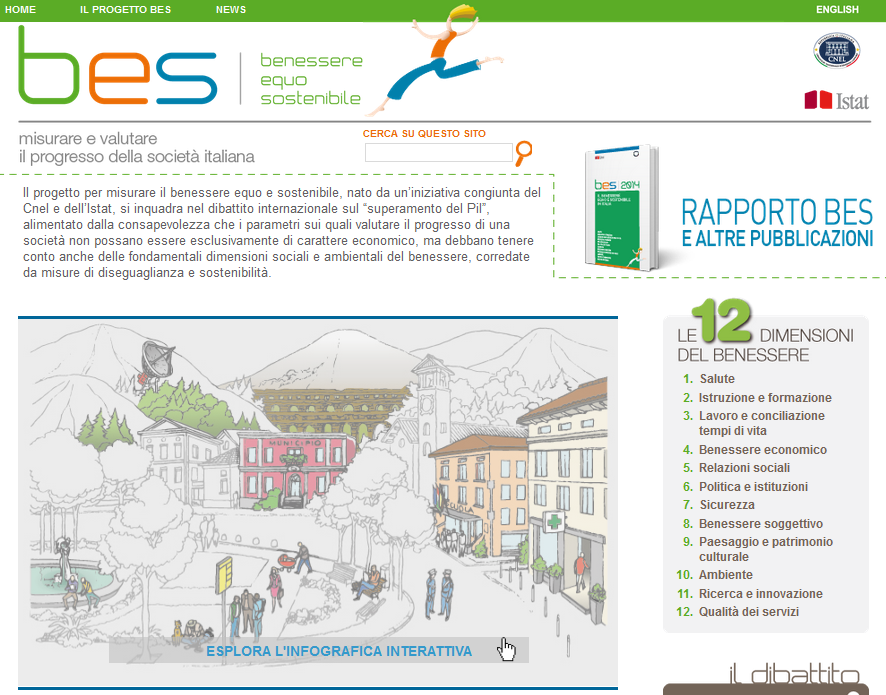 HOME IL PROGETTO BES NEWS ENGLISH
bes
benessere
equo
sostenibile
CNEL
Istat
misurare e valutare
il progresso della società italiana
CERCA SU QUESTO SITO
Il progetto per misurare il benessere equo e sostenibile, nato da un'iniziativa congiunta del
Cnel e dell'Istat, si inquadra nel dibattito internazionale sul “superamento del Pil”,
alimentato dalla consapevolezza che i parametri sui quali valutare il progresso di una
società non possano essere esclusivamente di carattere economico, ma debbano tenere
conto anche delle fondamentali dimensioni sociali e ambientali del benessere, corredate
da misure di diseguaglianza e sostenibilità.
bes 2014
RAPPORTO BES
E ALTRE PUBBLICAZIONI
MUNICIPIO
ESPLORA L'INFOGRAFICA INTERATTIVA
LE 12 DIMENSIONI
DEL BENESSERE
1. Salute
2. Istruzione e formazione
3. Lavoro e conciliazione
tempi di vita
4. Benessere economico
5. Relazioni sociali
6. Politica e istituzioni
7. Sicurezza
8. Benessere soggettivo
9. Paesaggio e patrimonio
culturale
10. Ambiente
11. Ricerca e innovazione
12. Qualità dei servizi
il dibattito